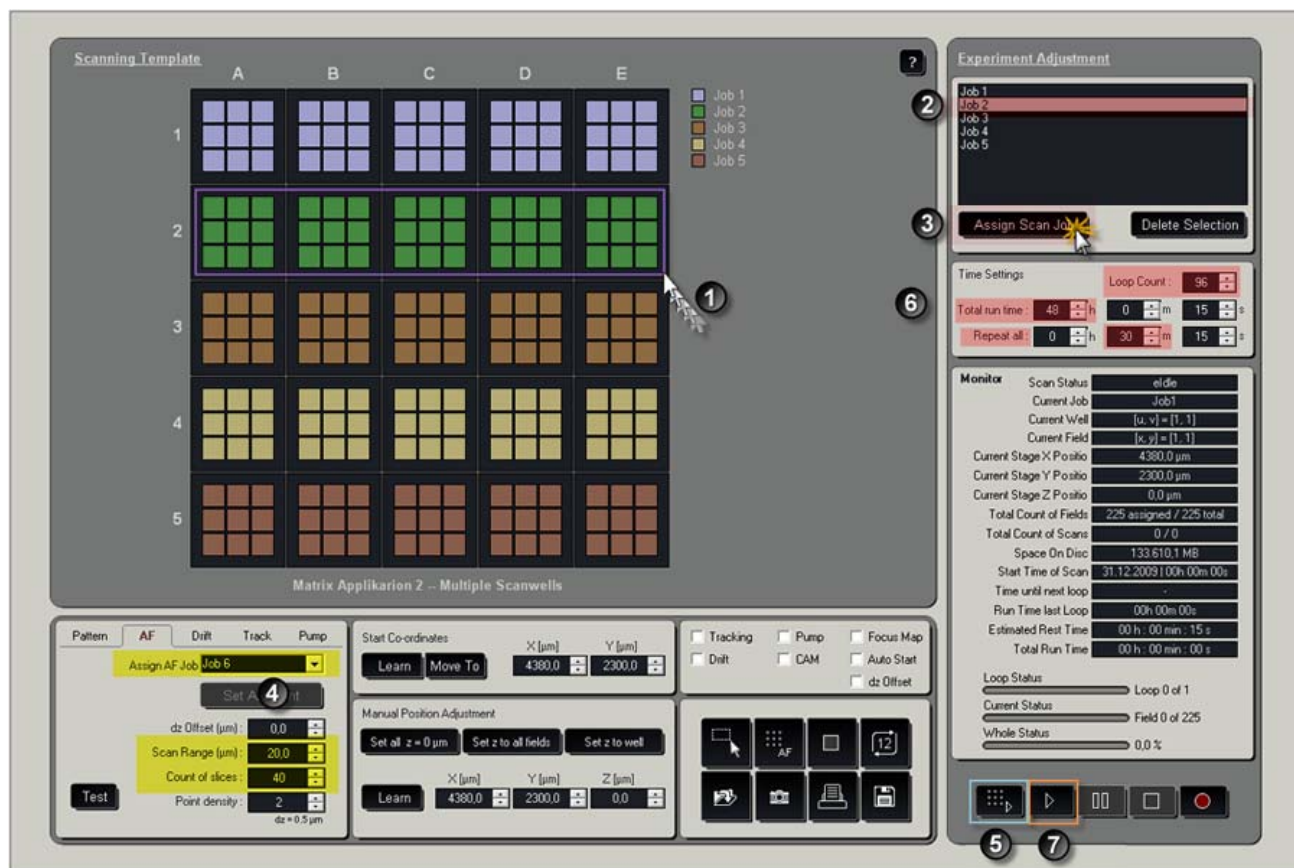 Scanning Template
A B C D E
?
Job 1
Job 2
Job 3
Job 4
Job 5
1
2
3
4
5
1
Matrix Applikarion 2 -- Multiple Scanwells
Experiment Adjustment
2
Job 1
Job 2
Job 3
Job 4
Job 5
3
Assign Scan Job
Delete Selection
6
Time Settings
Loop Count : 96
Total run time : 48 h 0 m 15 s
Repeat all : 0 h 30 m 15 s
Monitor
Scan Status eIdle
Current Job Job1
Current Well [u, v] = [1, 1]
Current Field [x, y] = [1, 1]
Current Stage X Positio 4380,0 µm
Current Stage Y Positio 2300,0 µm
Current Stage Z Positio 0,0 µm
Total Count of Fields 225 assigned / 225 total
Total Count of Scans 0 / 0
Space On Disc 133.610,1 MB
Start Time of Scan 31.12.2009 | 00h 00m 00s
Time until next loop -
Run Time last Loop 00h 00m 00s
Estimated Rest Time 00 h : 00 min : 15 s
Total Run Time 00 h : 00 min : 00 s
Loop Status
Loop 0 of 1
Current Status
Field 0 of 225
Whole Status
0,0 %
5
7
Pattern AF Drift Track Pump
Assign AF Job Job 6
4
dz Offset (µm) : 0,0
Scan Range (µm) : 20,0
Count of slices : 40
Test
Point density : 2
dz = 0,5 µm
Start Co-ordinates
X [µm] Y [µm]
Learn Move To 4380,0 2300,0
Manual Position Adjustment
Set all z = 0 µm Set z to all fields Set z to well
X [µm] Y [µm] Z [µm]
Learn 4380,0 2300,0 0,0
Tracking Pump Focus Map
Drift CAM Auto Start
dz Offset
AF
12